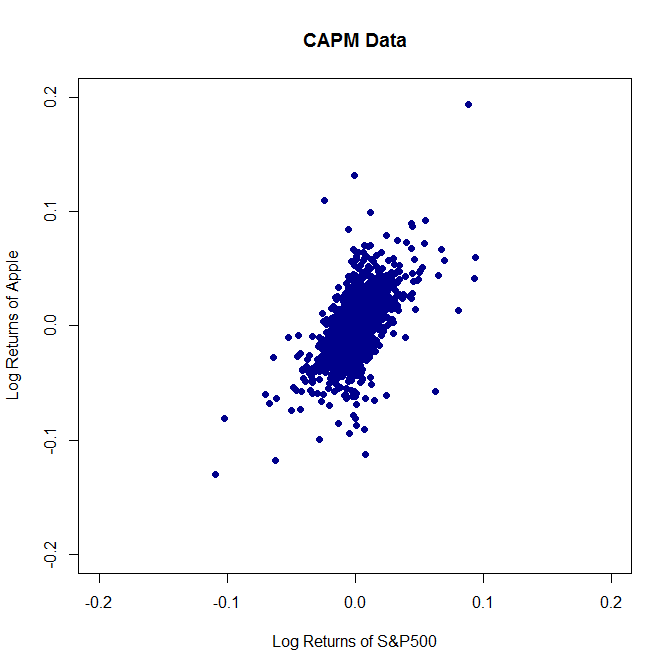 CAPM Data
0.2
0.1
0.0
-0.1
-0.2
Log Returns of Apple
-0.2 -0.1 0.0 0.1 0.2
Log Returns of S&P500